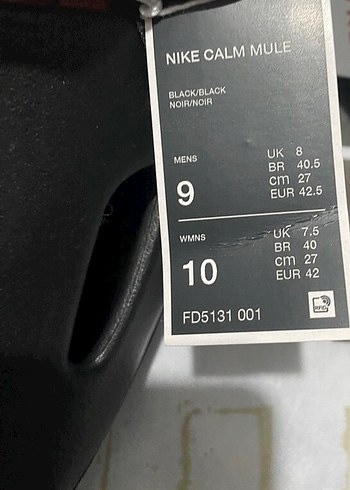 NIKE CALM MULE
BLACK/BLACK
NOIR/NOIR
MENS
9
UK 8
BR 40.5
cm 27
EUR 42.5
WMNS
10
UK 7.5
BR 40
cm 27
EUR 42
FD5131 001
RFID